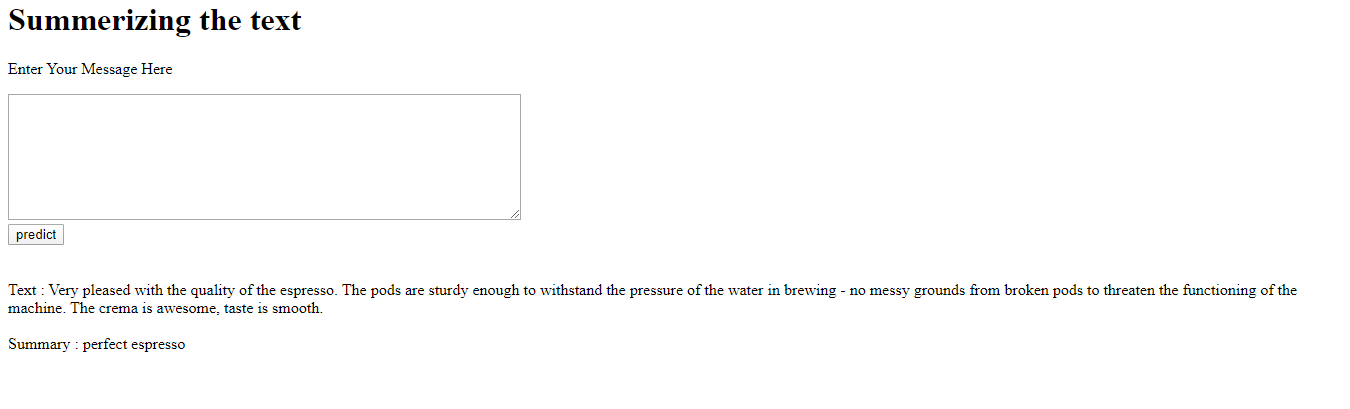 Summerizing the text
Enter Your Message Here
predict
Text : Very pleased with the quality of the espresso. The pods are sturdy enough to withstand the pressure of the water in brewing - no messy grounds from broken pods to threaten the functioning of the
machine. The crema is awesome, taste is smooth.
Summary : perfect espresso